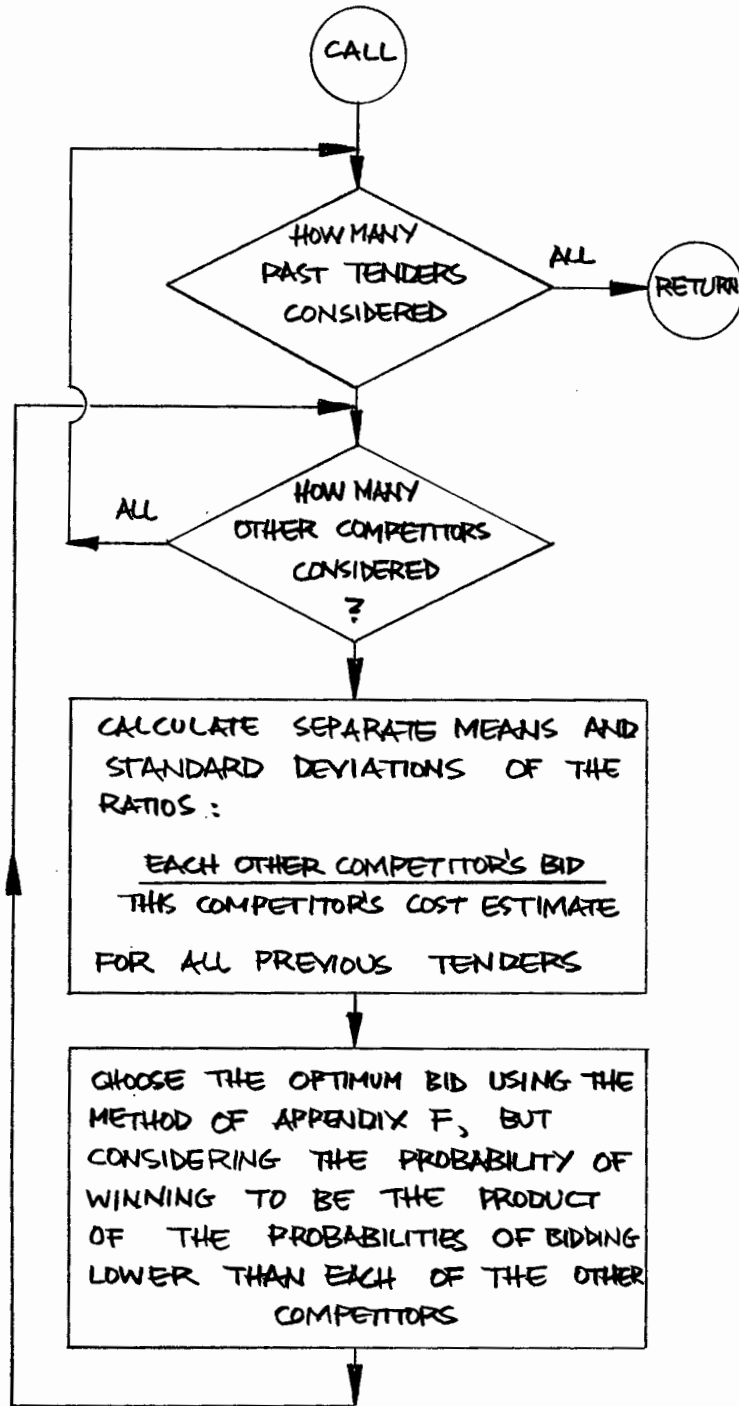 CALL
HOW MANY
PAST TENDERS
CONSIDERED
ALL
RETURN
HOW MANY
OTHER COMPETITORS
CONSIDERED
?
ALL
CALCULATE SEPARATE MEANS AND
STANDARD DEVIATIONS OF THE
RATIOS :
EACH OTHER COMPETITOR'S BID
THIS COMPETITOR'S COST ESTIMATE
FOR ALL PREVIOUS TENDERS
CHOOSE THE OPTIMUM BID USING THE
METHOD OF APPENDIX F, BUT
CONSIDERING THE PROBABILITY OF
WINNING TO BE THE PRODUCT
OF THE PROBABILITIES OF BIDDING
LOWER THAN EACH OF THE OTHER
COMPETITORS